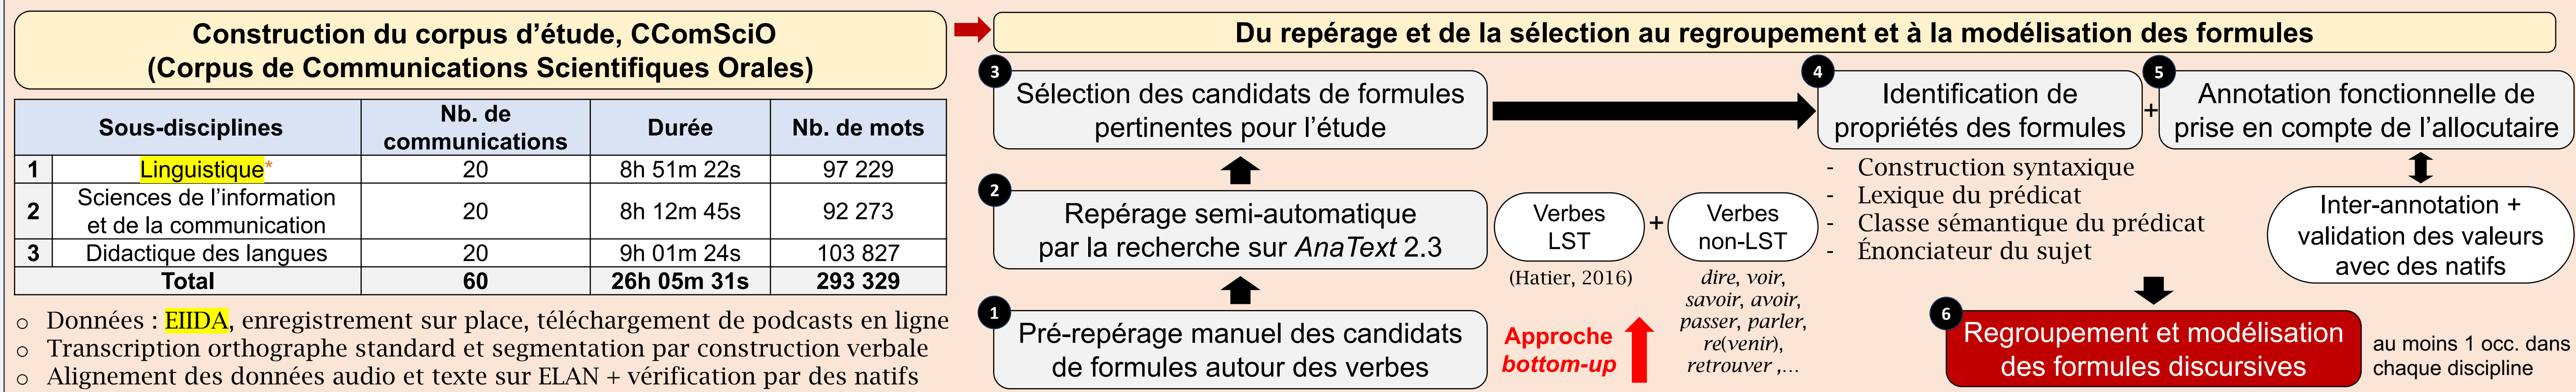 Construction du corpus d'étude, CComSciO
(Corpus de Communications Scientifiques Orales)
Sous-disciplines
Nb. de
communications
Durée
Nb. de mots
1 Linguistique* 20 8h 51m 22s 97 229
2 Sciences de l'information
et de la communication 20 8h 12m 45s 92 273
3 Didactique des langues 20 9h 01m 24s 103 827
Total 60 26h 05m 31s 293 329
○ Données : EIIDA, enregistrement sur place, téléchargement de podcasts en ligne
○ Transcription orthographe standard et segmentation par construction verbale
○ Alignement des données audio et texte sur ELAN + vérification par des natifs
Du repérage et de la sélection au regroupement et à la modélisation des formules
3
Sélection des candidats de formules
pertinentes pour l'étude
2
Repérage semi-automatique
par la recherche sur AnaText 2.3
1
Pré-repérage manuel des candidats
de formules autour des verbes
Verbes
LST
(Hatier, 2016)
+
Verbes
non-LST
dire, voir,
savoir, avoir,
passer, parler,
re(venir),
retrouver ,…
Approche
bottom-up
4
Identification de
propriétés des formules
- Construction syntaxique
- Lexique du prédicat
- Classe sémantique du prédicat
- Énonciateur du sujet
+
5
Annotation fonctionnelle de
prise en compte de l'allocutaire
Inter-annotation +
validation des valeurs
avec des natifs
6
Regroupement et modélisation
des formules discursives
au moins 1 occ. dans
chaque discipline